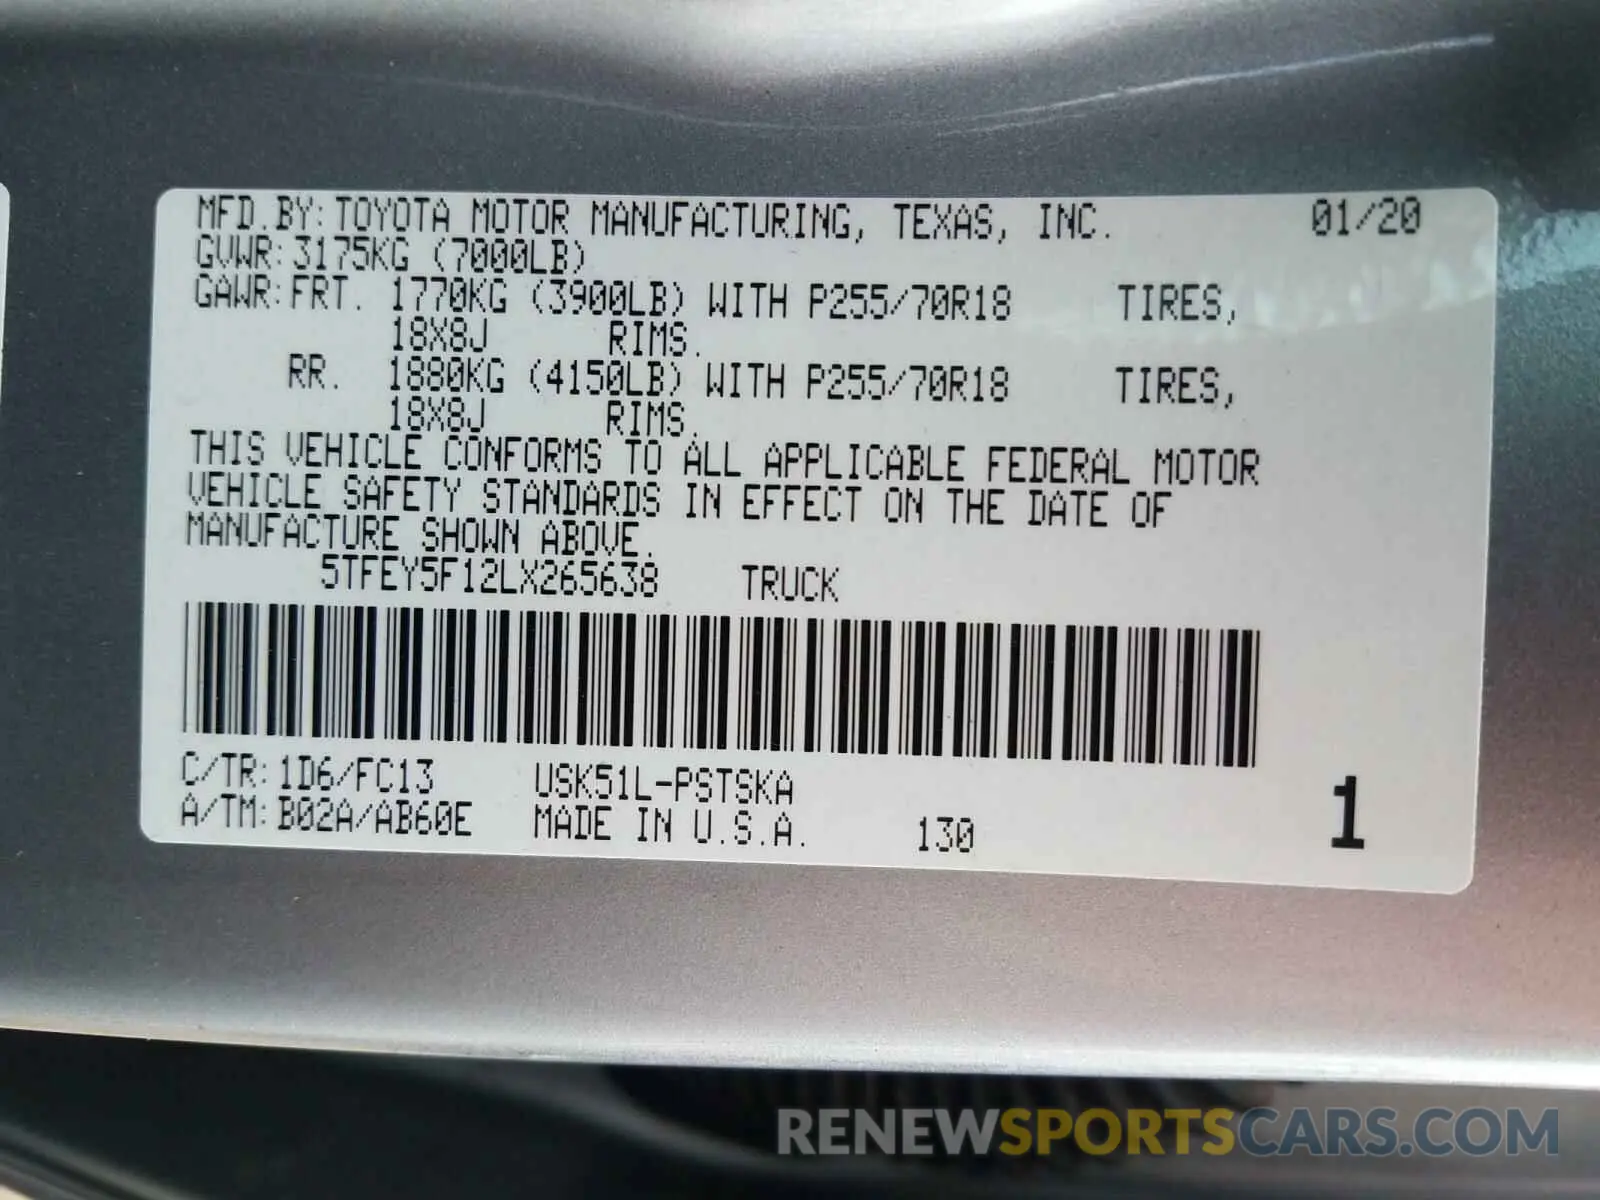 MFD.BY:TOYOTA MOTOR MANUFACTURING, TEXAS, INC. 01/20
GVWR:3175KG (7000LB)
GAWR:FRT. 1770KG (3900LB) WITH P255/70R18 TIRES,
18X8J RIMS.
RR. 1880KG (4150LB) WITH P255/70R18 TIRES,
18X8J RIMS.
THIS VEHICLE CONFORMS TO ALL APPLICABLE FEDERAL MOTOR
VEHICLE SAFETY STANDARDS IN EFFECT ON THE DATE OF
MANUFACTURE SHOWN ABOVE.
5TFEY5F12LX265638 TRUCK
C/TR:1D6/FC13 USK51L-PSTSKA
A/TM:B02A/AB60E MADE IN U.S.A. 130 1
RENEWSPORTSCARS.COM